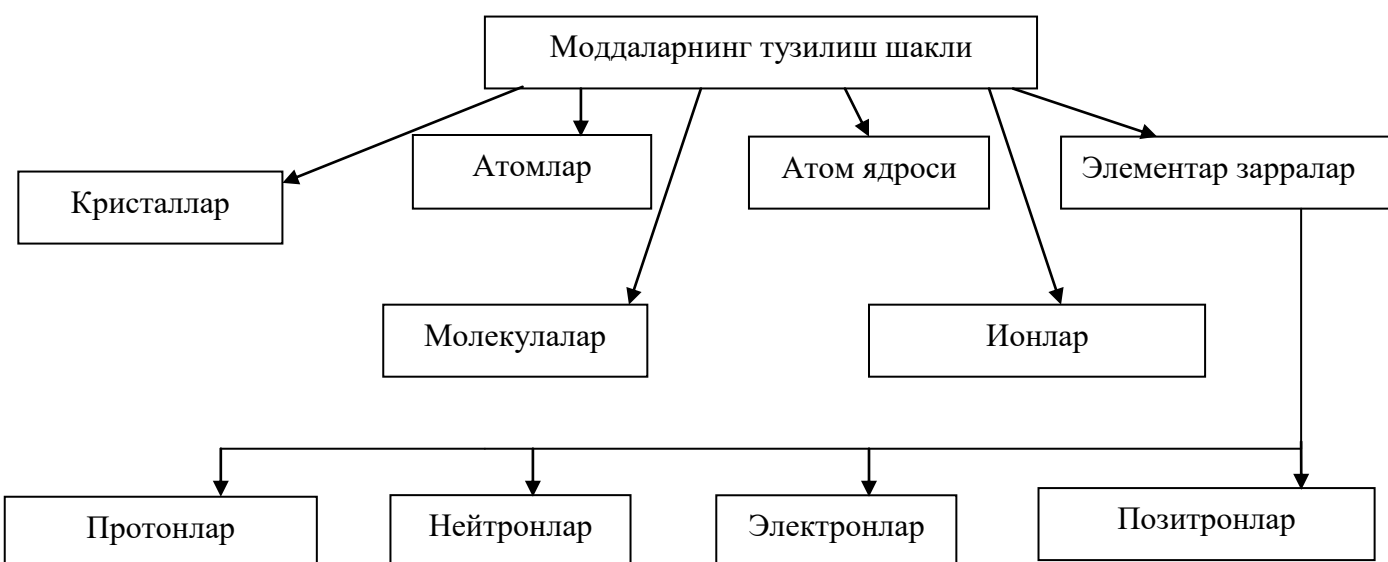 Моддаларнинг тузилиш шакли
Атомлар
Атом ядроси
Элементар зарралар
Кристаллар
Молекулалар
Ионлар
Протонлар
Нейтронлар
Электронлар
Позитронлар